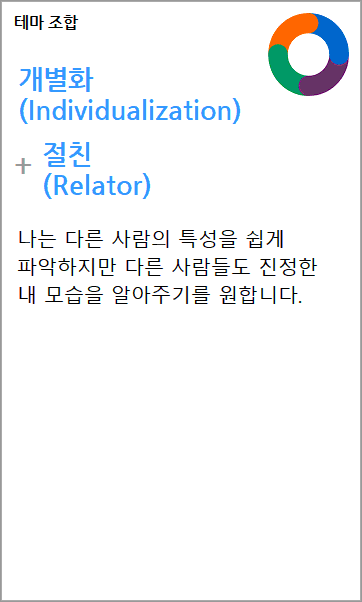 테마 조합
개별화
(Individualization)
+ 절친
(Relator)
나는 다른 사람의 특성을 쉽게
파악하지만 다른 사람들도 진정한
내 모습을 알아주기를 원합니다.